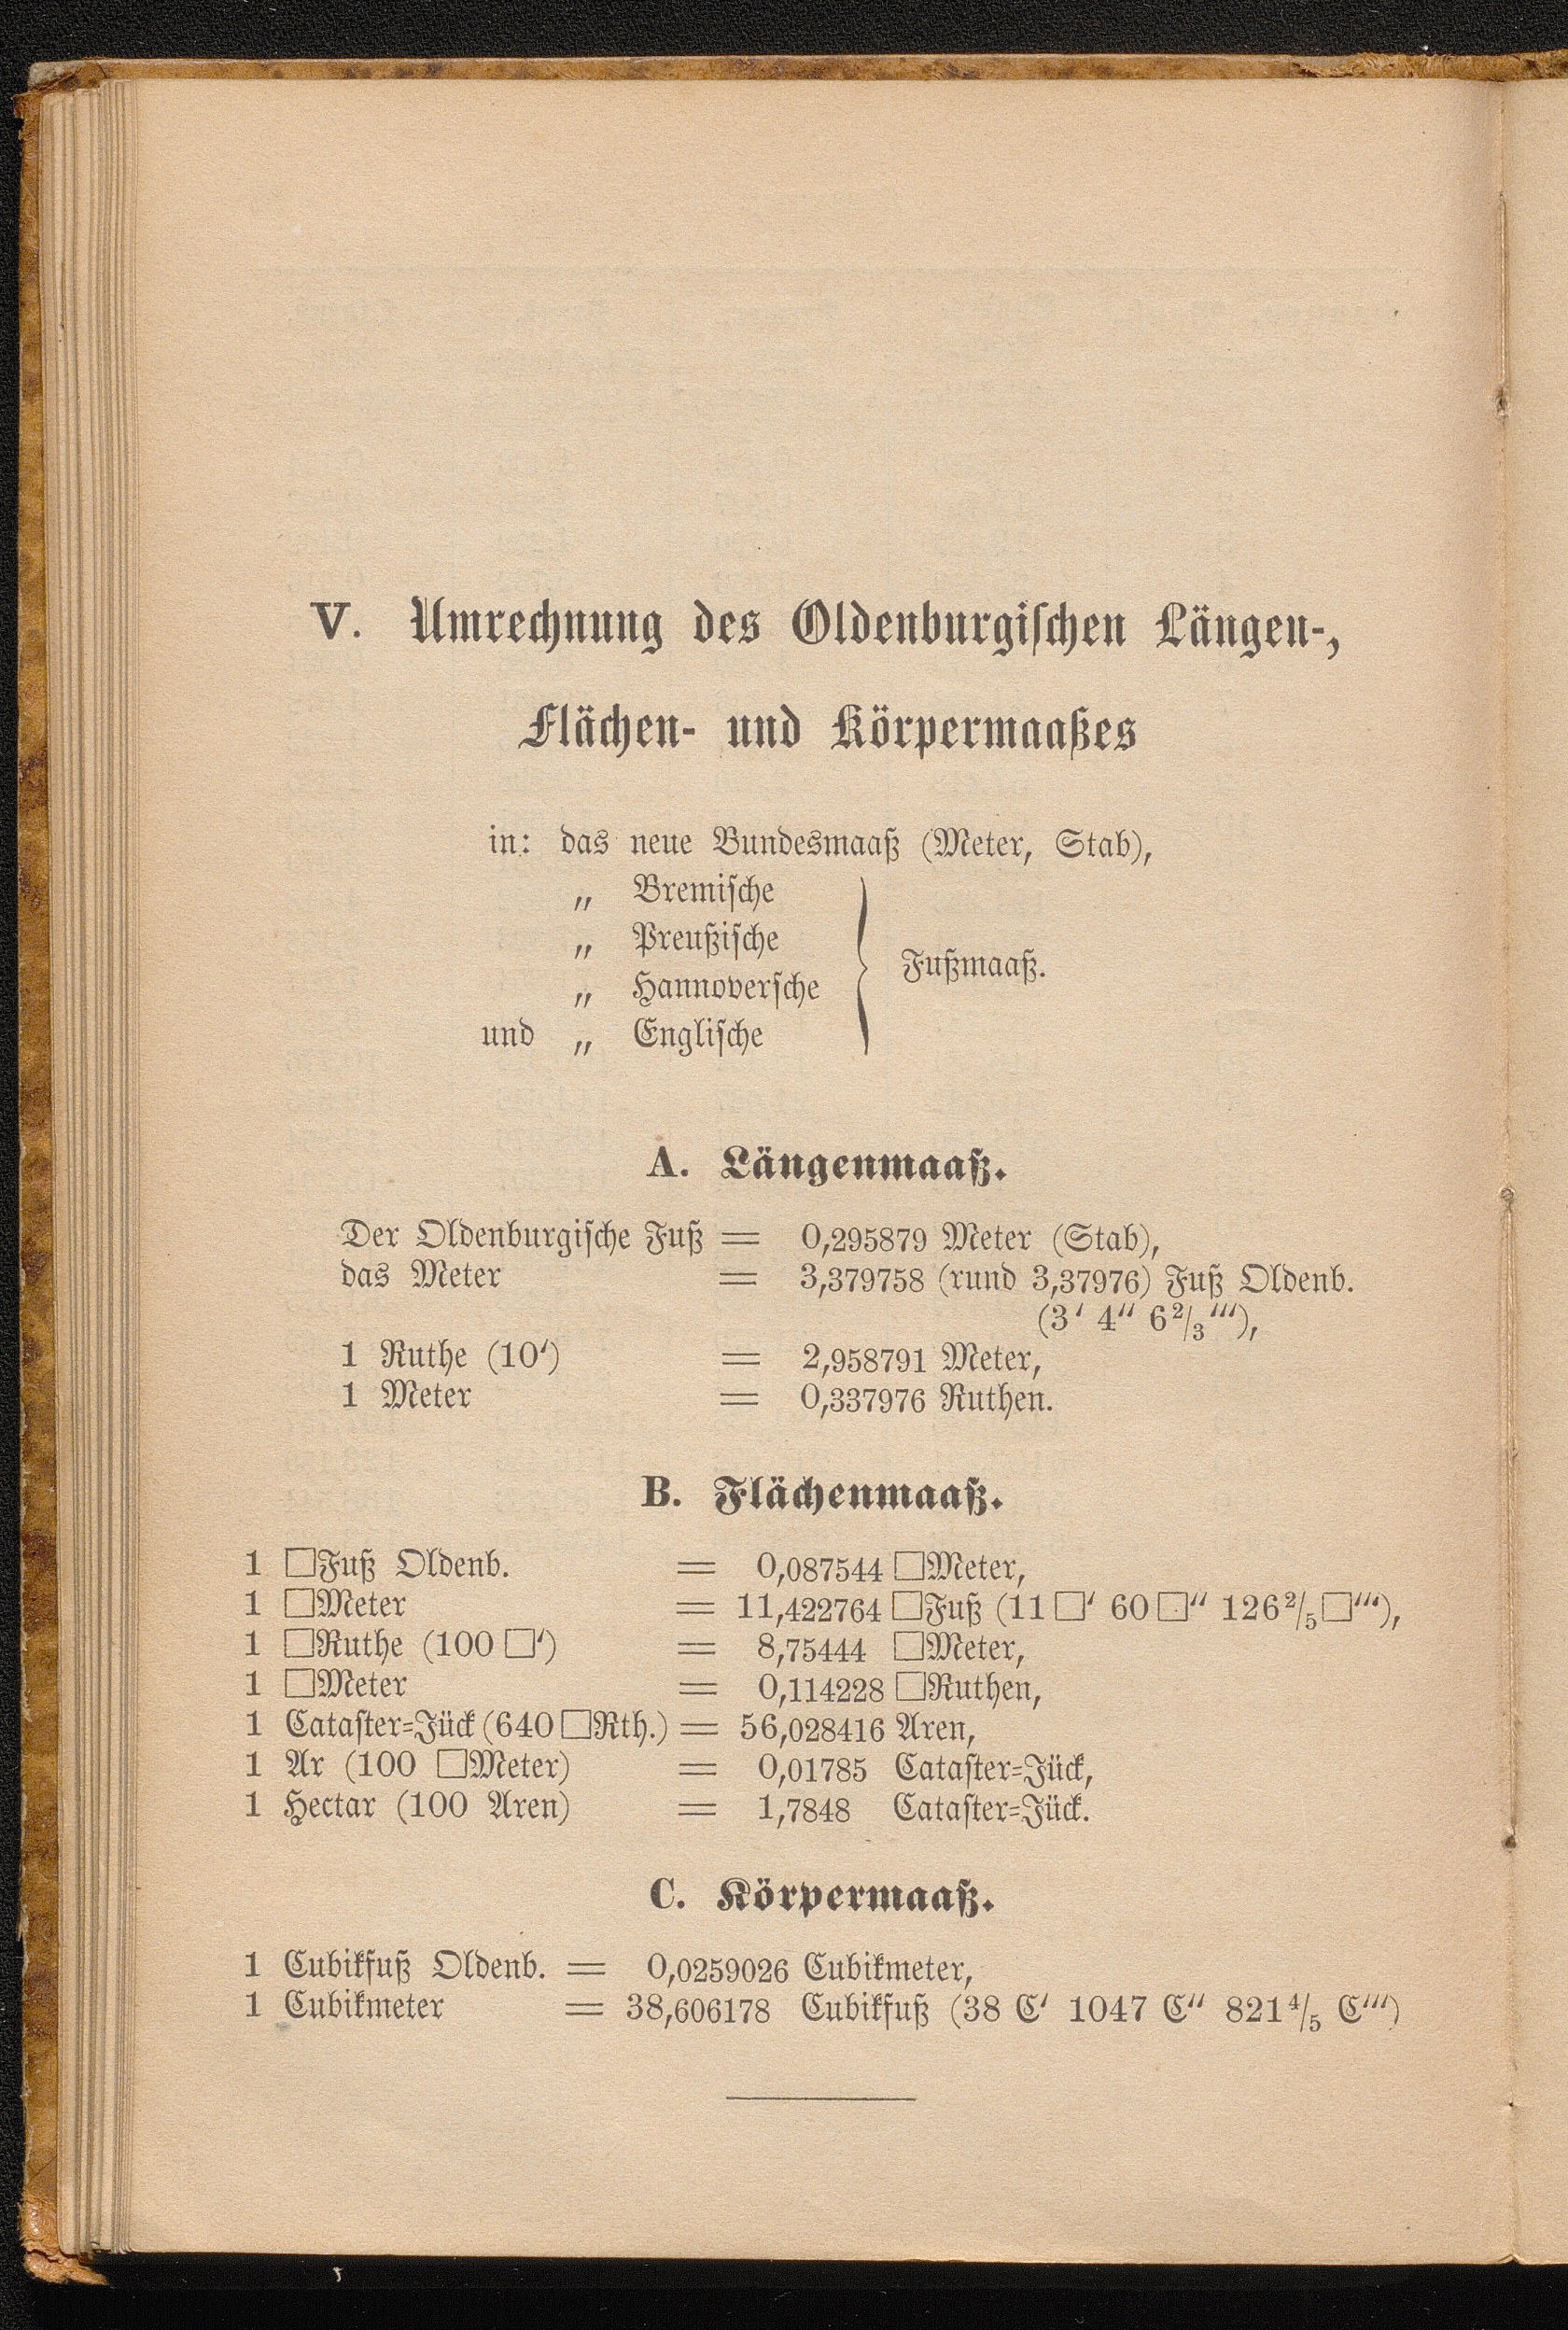 V. Umrechnung des Oldenburgiſchen Längen-,
Flächen- und Körpermaaßes
in: das neue Bundesmaaß (Meter, Stab),
„ Bremiſche
„ Preußiſche
„ Hannoverſche
Fußmaaß.
und „ Engliſche
A. Längenmaaß.
Der Oldenburgiſche Fuß = 0,295879 Meter (Stab),
das Meter = 3,379758 (rund 3,37976) Fuß Oldenb.
(3′ 4″ 6 2/3‴),
1 Ruthe (10′) = 2,958791 Meter,
1 Meter = 0,337976 Ruthen.
B. Flächenmaaß.
1 □Fuß Oldenb. = 0,087544 □Meter,
1 □Meter = 11,422764 □Fuß (11 □′ 60 □″ 126 2/5 □‴),
1 □Ruthe (100 □′) = 8,75444 □Meter,
1 □Meter = 0,114228 □Ruthen,
1 Cataſter-Jück (640 □Rth.) = 56,028416 Aren,
1 Ar (100 □Meter) = 0,01785 Cataſter-Jück,
1 Hectar (100 Aren) = 1,7848 Cataſter-Jück.
C. Körpermaaß.
1 Cubikfuß Oldenb. = 0,0259026 Cubikmeter,
1 Cubikmeter = 38,606178 Cubikfuß (38 C′ 1047 C″ 821 4/5 C‴)